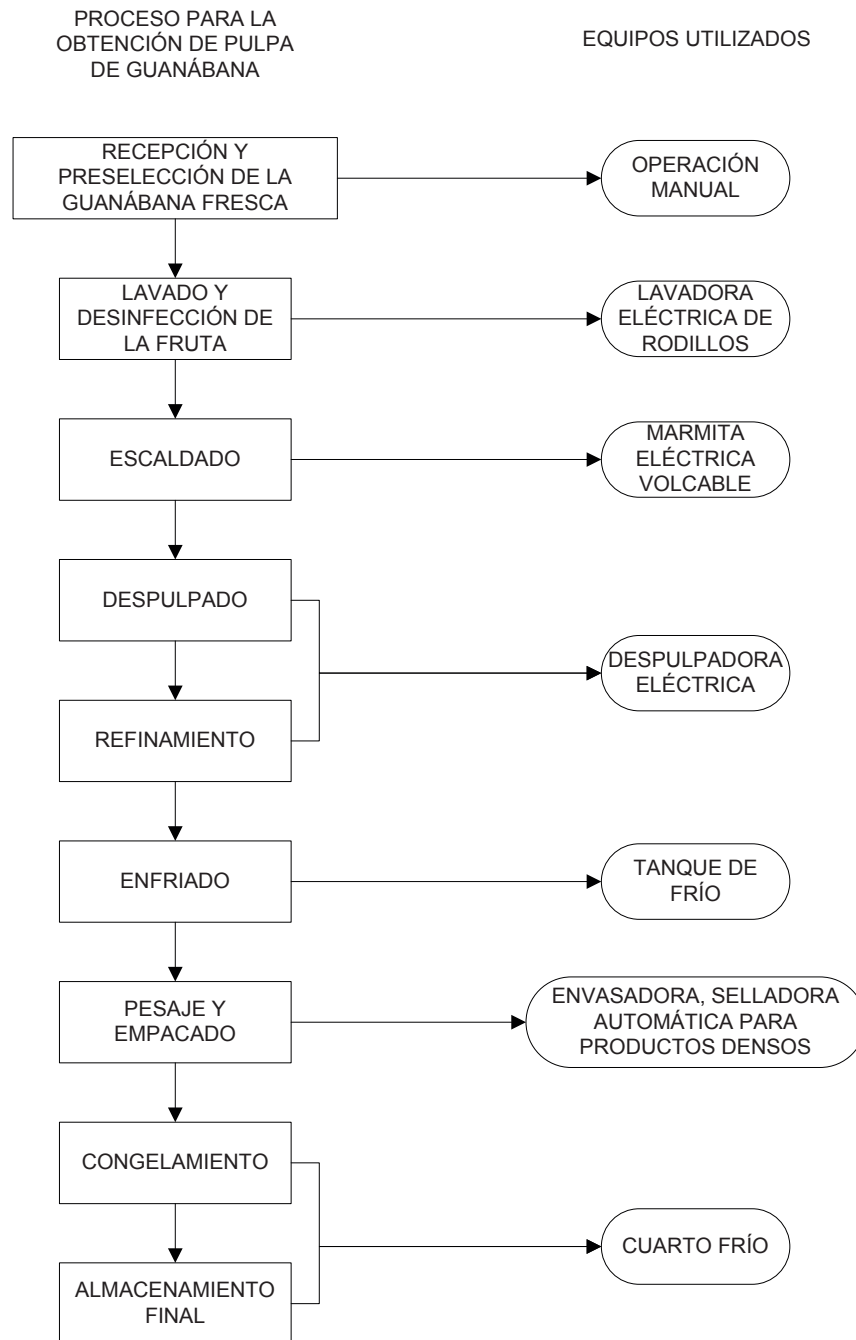 PROCESO PARA LA
OBTENCIÓN DE PULPA
DE GUANÁBANA
EQUIPOS UTILIZADOS
RECEPCIÓN Y
PRESELECCIÓN DE LA
GUANÁBANA FRESCA
OPERACIÓN
MANUAL
LAVADO Y
DESINFECCIÓN DE
LA FRUTA
LAVADORA
ELÉCTRICA DE
RODILLOS
ESCALDADO
MARMITA
ELÉCTRICA
VOLCABLE
DESPULPADO
DESPULPADORA
ELÉCTRICA
REFINAMIENTO
ENFRIADO
TANQUE DE
FRÍO
PESAJE Y
EMPACADO
ENVASADORA, SELLADORA
AUTOMÁTICA PARA
PRODUCTOS DENSOS
CONGELAMIENTO
CUARTO FRÍO
ALMACENAMIENTO
FINAL